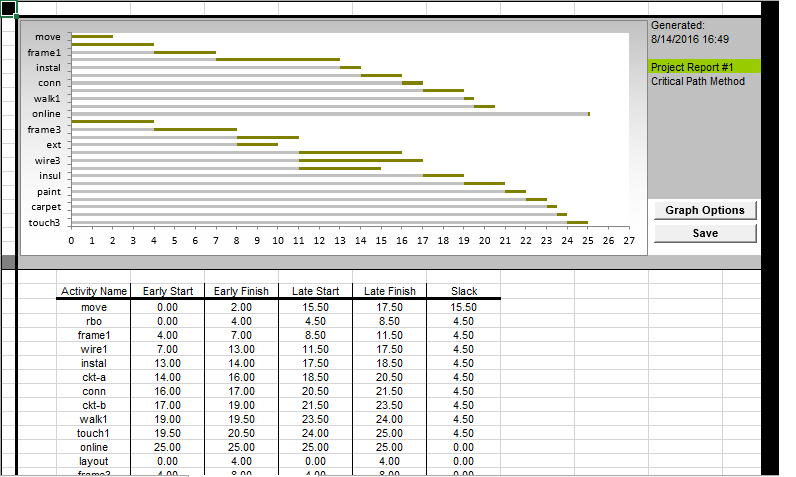 Generated:
8/14/2016 16:49
Project Report #1
Critical Path Method
Graph Options
Save
move
frame1
instal
conn
walk1
online
frame3
ext
wire3
insul
paint
carpet
touch3
0 1 2 3 4 5 6 7 8 9 10 11 12 13 14 15 16 17 18 19 20 21 22 23 24 25 26 27
Activity Name Early Start Early Finish Late Start Late Finish Slack
move 0.00 2.00 15.50 17.50 15.50
rbo 0.00 4.00 4.50 8.50 4.50
frame1 4.00 7.00 8.50 11.50 4.50
wire1 7.00 13.00 11.50 17.50 4.50
instal 13.00 14.00 17.50 18.50 4.50
ckt-a 14.00 16.00 18.50 20.50 4.50
conn 16.00 17.00 20.50 21.50 4.50
ckt-b 17.00 19.00 21.50 23.50 4.50
walk1 19.00 19.50 23.50 24.00 4.50
touch1 19.50 20.50 24.00 25.00 4.50
online 25.00 25.00 25.00 25.00 0.00
layout 0.00 4.00 0.00 4.00 0.00
frame3 4.00 8.00 4.00 8.00 0.00